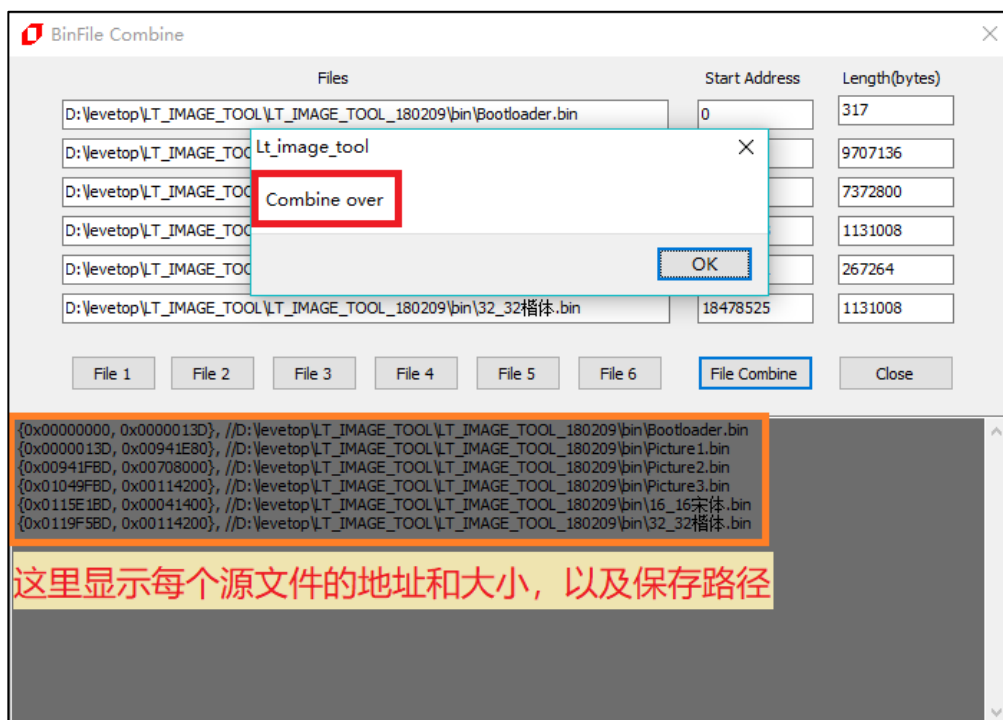 BinFile Combine
Files Start Address Length(bytes)
D:\levetop\LT_IMAGE_TOOL\LT_IMAGE_TOOL_180209\bin\Bootloader.bin 0 317
D:\levetop\LT_IMAGE_TOO 9707136
D:\levetop\LT_IMAGE_TOO 7372800
D:\levetop\LT_IMAGE_TOO 1131008
D:\levetop\LT_IMAGE_TOO 267264
D:\levetop\LT_IMAGE_TOOL\LT_IMAGE_TOOL_180209\bin\32_32楷体.bin 18478525 1131008
Lt_image_tool
Combine over
OK
File 1 File 2 File 3 File 4 File 5 File 6 File Combine Close
{0x00000000, 0x0000013D}, //D:\levetop\LT_IMAGE_TOOL\LT_IMAGE_TOOL_180209\bin\Bootloader.bin
{0x0000013D, 0x00941E80}, //D:\levetop\LT_IMAGE_TOOL\LT_IMAGE_TOOL_180209\bin\Picture1.bin
{0x00941FBD, 0x00708000}, //D:\levetop\LT_IMAGE_TOOL\LT_IMAGE_TOOL_180209\bin\Picture2.bin
{0x01049FBD, 0x00114200}, //D:\levetop\LT_IMAGE_TOOL\LT_IMAGE_TOOL_180209\bin\Picture3.bin
{0x0115E1BD, 0x00041400}, //D:\levetop\LT_IMAGE_TOOL\LT_IMAGE_TOOL_180209\bin\16_16宋体.bin
{0x0119F5BD, 0x00114200}, //D:\levetop\LT_IMAGE_TOOL\LT_IMAGE_TOOL_180209\bin\32_32楷体.bin
这里显示每个源文件的地址和大小，以及保存路径